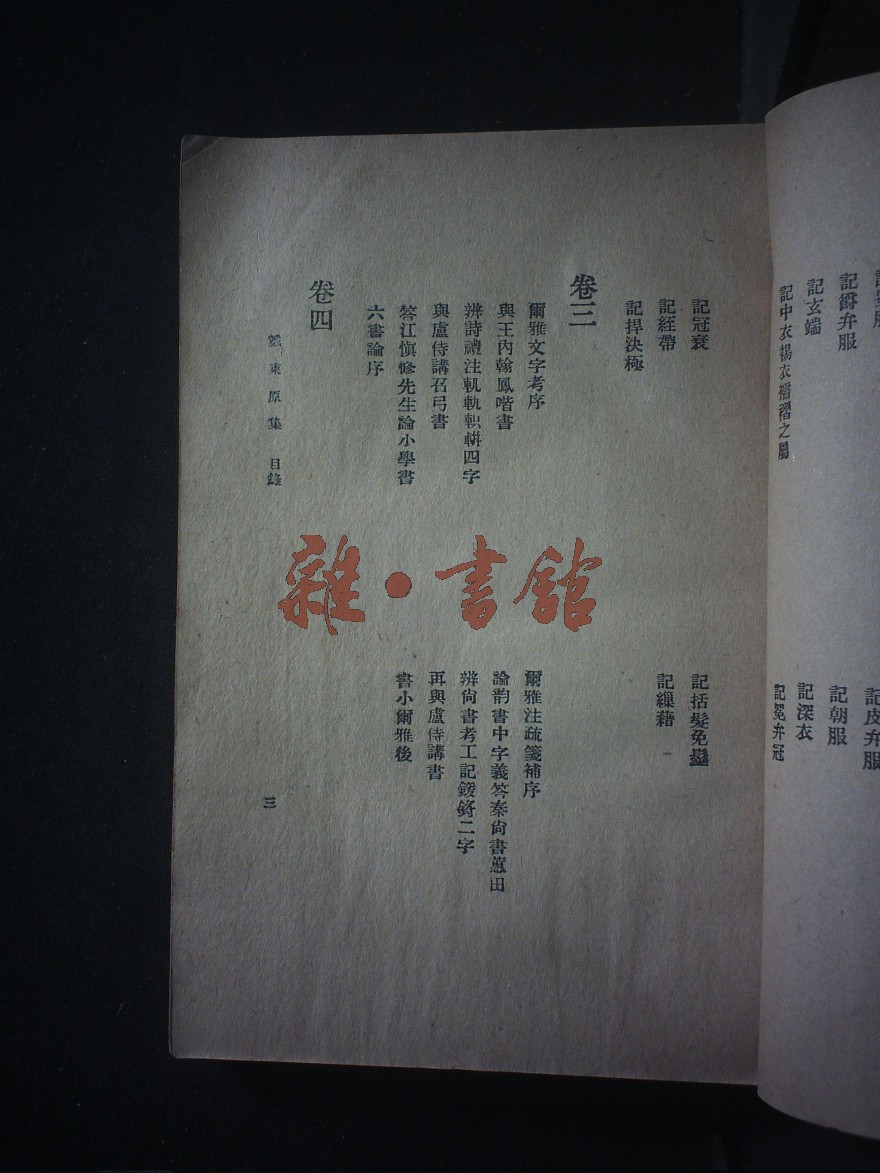 記爵弁服
記朝服
記玄端
記深衣
記中衣裼衣襦褶之屬
記冕弁冠
記冠衰
記括髮免髽
記絰帶
記繅藉
記捍決極
卷三
爾雅文字考序
爾雅注疏箋補序
與王內翰鳳喈書
論韵書中字義答秦尚書蕙田
辨詩禮注軌軓軹軿四字
辨尚書考工記鍰鋝二字
與盧侍講召弓書
再與盧侍講書
答江慎修先生論小學書
書小爾雅後
六書論序
卷四
戴東原集 目錄
三
雜·書館
記皮弁服